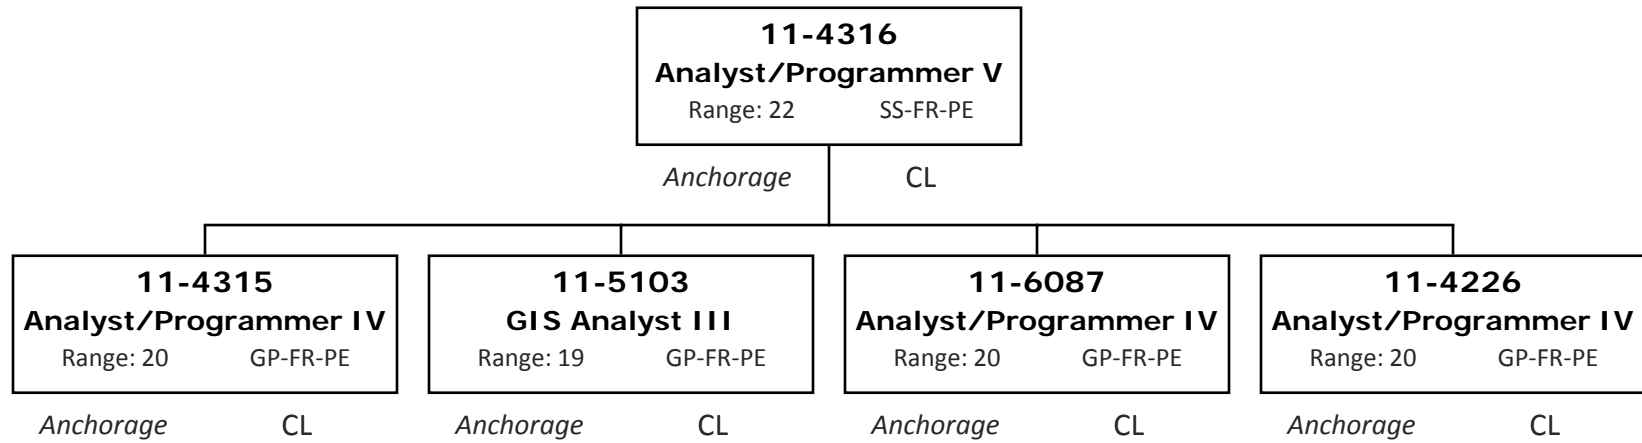 11-4316
Analyst/Programmer V
Range: 22 SS-FR-PE
Anchorage CL
11-4315
Analyst/Programmer IV
Range: 20 GP-FR-PE
Anchorage CL
11-5103
GIS Analyst III
Range: 19 GP-FR-PE
Anchorage CL
11-6087
Analyst/Programmer IV
Range: 20 GP-FR-PE
Anchorage CL
11-4226
Analyst/Programmer IV
Range: 20 GP-FR-PE
Anchorage CL